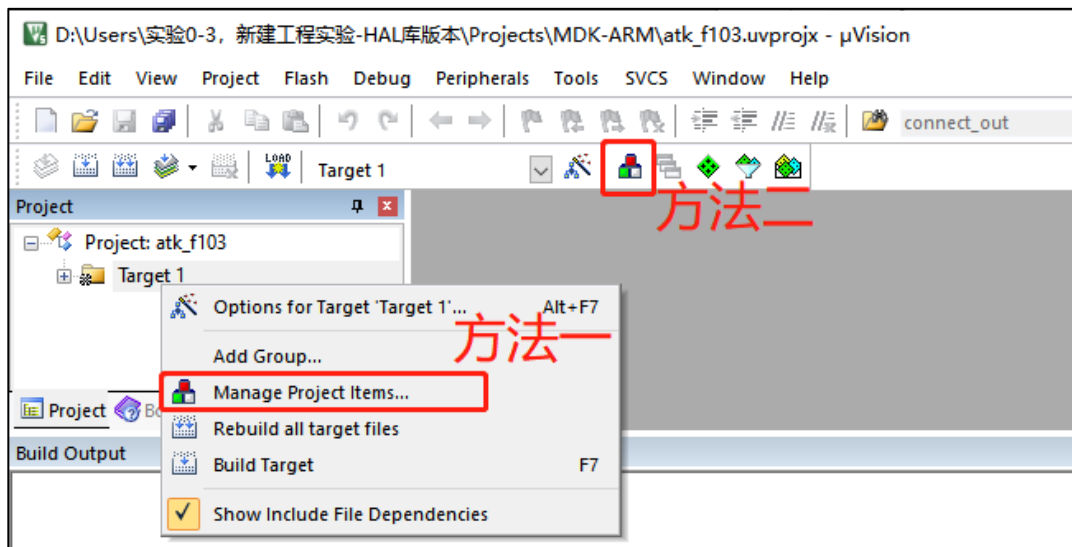 D:\Users\实验0-3，新建工程实验-HAL库版本\Projects\MDK-ARM\atk_f103.uvprojx - µVision
File Edit View Project Flash Debug Peripherals Tools SVCS Window Help
connect_out
LOAD
Target 1
方法二
Project
Project: atk_f103
Target 1
Options for Target 'Target 1'... Alt+F7
方法一
Add Group...
Manage Project Items...
Project
Rebuild all target files
Build Output
Build Target F7
Show Include File Dependencies